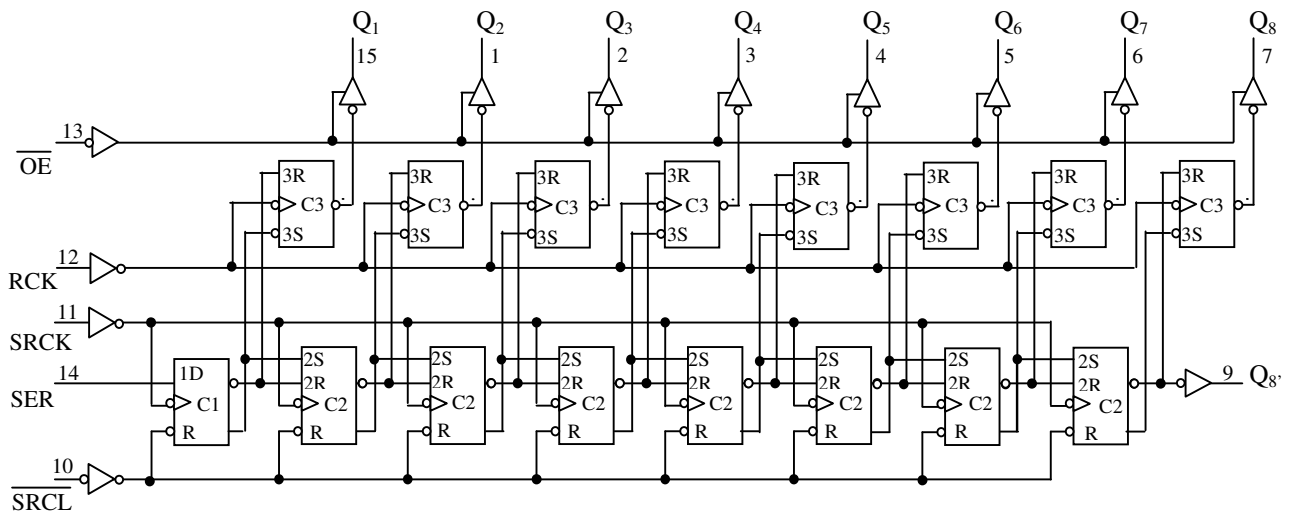 Q1 Q2 Q3 Q4 Q5 Q6 Q7 Q8
15 1 2 3 4 5 6 7
13
OE
3R 3R 3R 3R 3R 3R 3R 3R
C3 C3 C3 C3 C3 C3 C3 C3
3S 3S 3S 3S 3S 3S 3S 3S
12
RCK
11
SRCK
14
SER
1D 2S 2S 2S 2S 2S 2S 2S
2R 2R 2R 2R 2R 2R 2R
C1 C2 C2 C2 C2 C2 C2 C2
R R R R R R R R
9 Q8'
10
SRCL